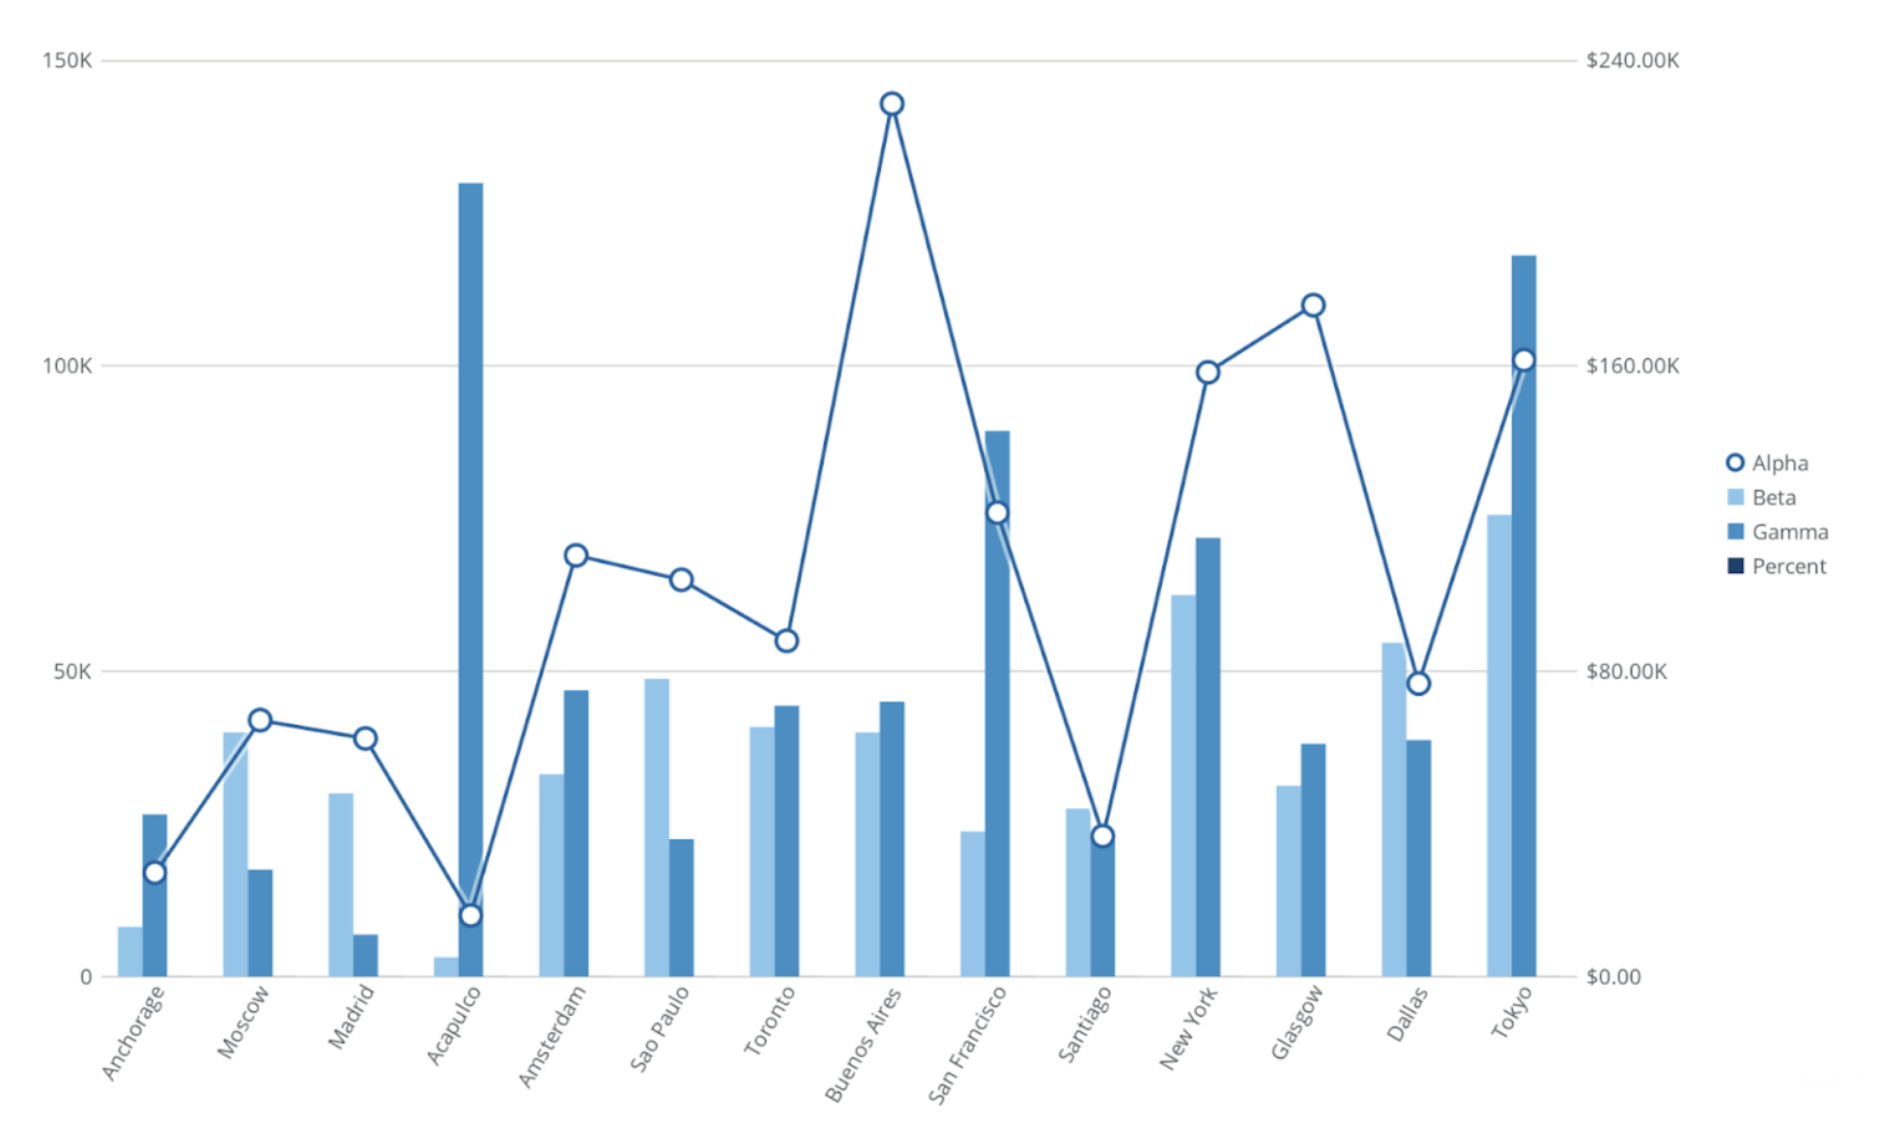 150K
100K
50K
0
$240.00K
$160.00K
$80.00K
$0.00
Anchorage
Moscow
Madrid
Acapulco
Amsterdam
Sao Paulo
Toronto
Buenos Aires
San Francisco
Santiago
New York
Glasgow
Dallas
Tokyo
Alpha
Beta
Gamma
Percent